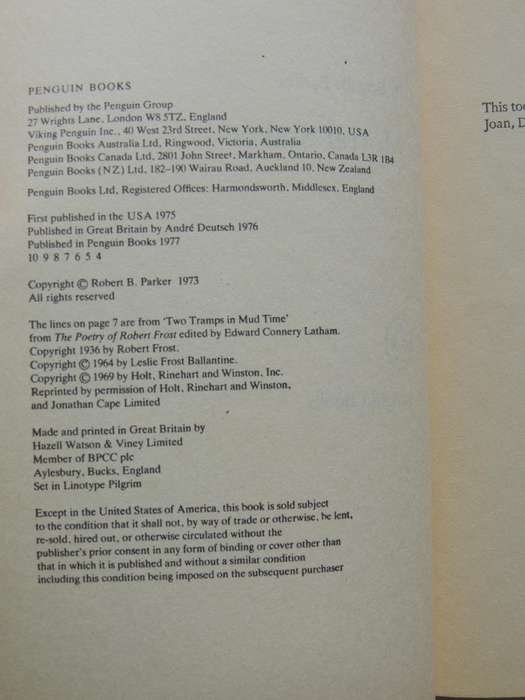 PENGUIN BOOKS
Published by the Penguin Group
27 Wrights Lane, London W8 5TZ, England
Viking Penguin Inc., 40 West 23rd Street, New York, New York 10010, USA
Penguin Books Australia Ltd, Ringwood, Victoria, Australia
Penguin Books Canada Ltd, 2801 John Street, Markham, Ontario, Canada L3R 1B4
Penguin Books (NZ) Ltd, 182–190 Wairau Road, Auckland 10, New Zealand
Penguin Books Ltd, Registered Offices: Harmondsworth, Middlesex, England
First published in the USA 1975
Published in Great Britain by André Deutsch 1976
Published in Penguin Books 1977
10 9 8 7 6 5 4
Copyright © Robert B. Parker 1973
All rights reserved
The lines on page 7 are from 'Two Tramps in Mud Time'
from The Poetry of Robert Frost edited by Edward Connery Latham.
Copyright 1936 by Robert Frost.
Copyright © 1964 by Leslie Frost Ballantine.
Copyright © 1969 by Holt, Rinehart and Winston, Inc.
Reprinted by permission of Holt, Rinehart and Winston,
and Jonathan Cape Limited
Made and printed in Great Britain by
Hazell Watson & Viney Limited
Member of BPCC plc
Aylesbury, Bucks, England
Set in Linotype Pilgrim
Except in the United States of America, this book is sold subject
to the condition that it shall not, by way of trade or otherwise, be lent,
re-sold, hired out, or otherwise circulated without the
publisher's prior consent in any form of binding or cover other than
that in which it is published and without a similar condition
including this condition being imposed on the subsequent purchaser
This too
Joan, D